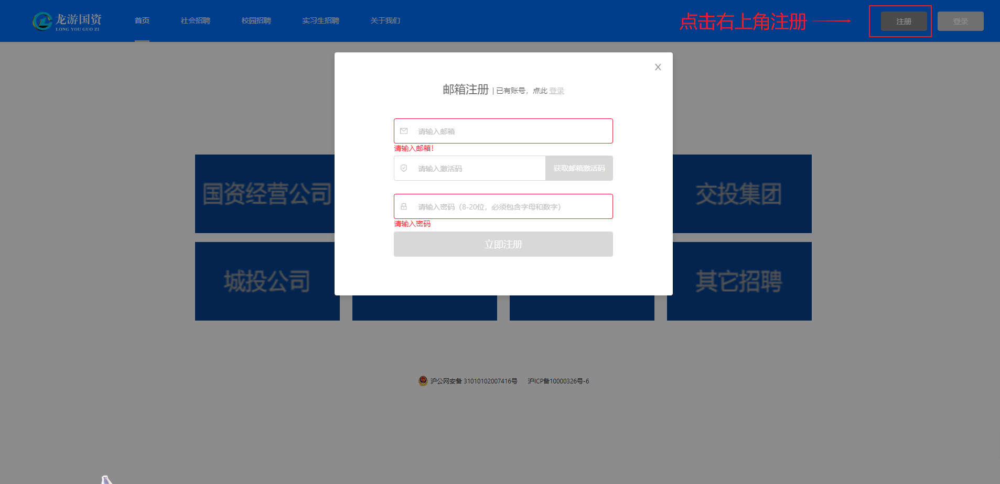 龙游国资
LONG YOU GUO ZI
首页
社会招聘
校园招聘
实习生招聘
关于我们
点击右上角注册
注册
登录
X
邮箱注册 | 已有账号，点此 登录
请输入邮箱
请输入邮箱!
请输入激活码
获取邮箱激活码
请输入密码（8-20位，必须包含字母和数字）
请输入密码
立即注册
国资经营公司
交投集团
城投公司
其它招聘
沪公网安备 31010102007416号
沪ICP备10000326号-6